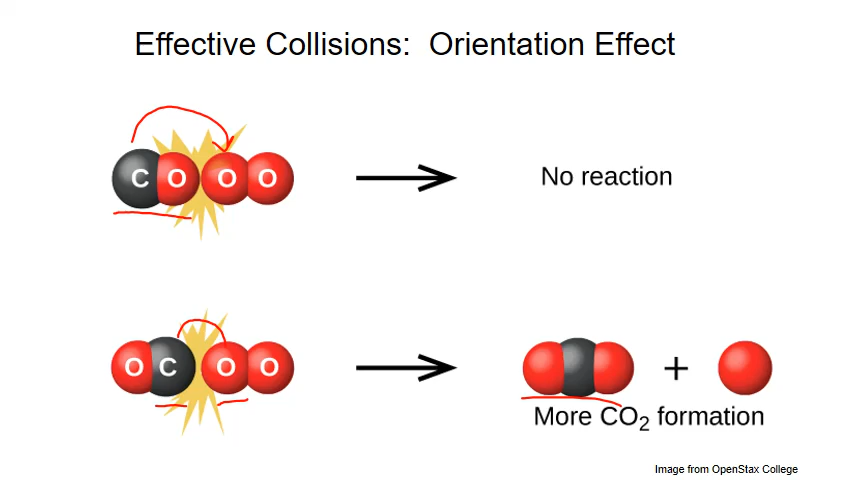 Effective Collisions:  Orientation Effect
C O O O
No reaction
O C O O
+
More CO₂ formation
Image from OpenStax College